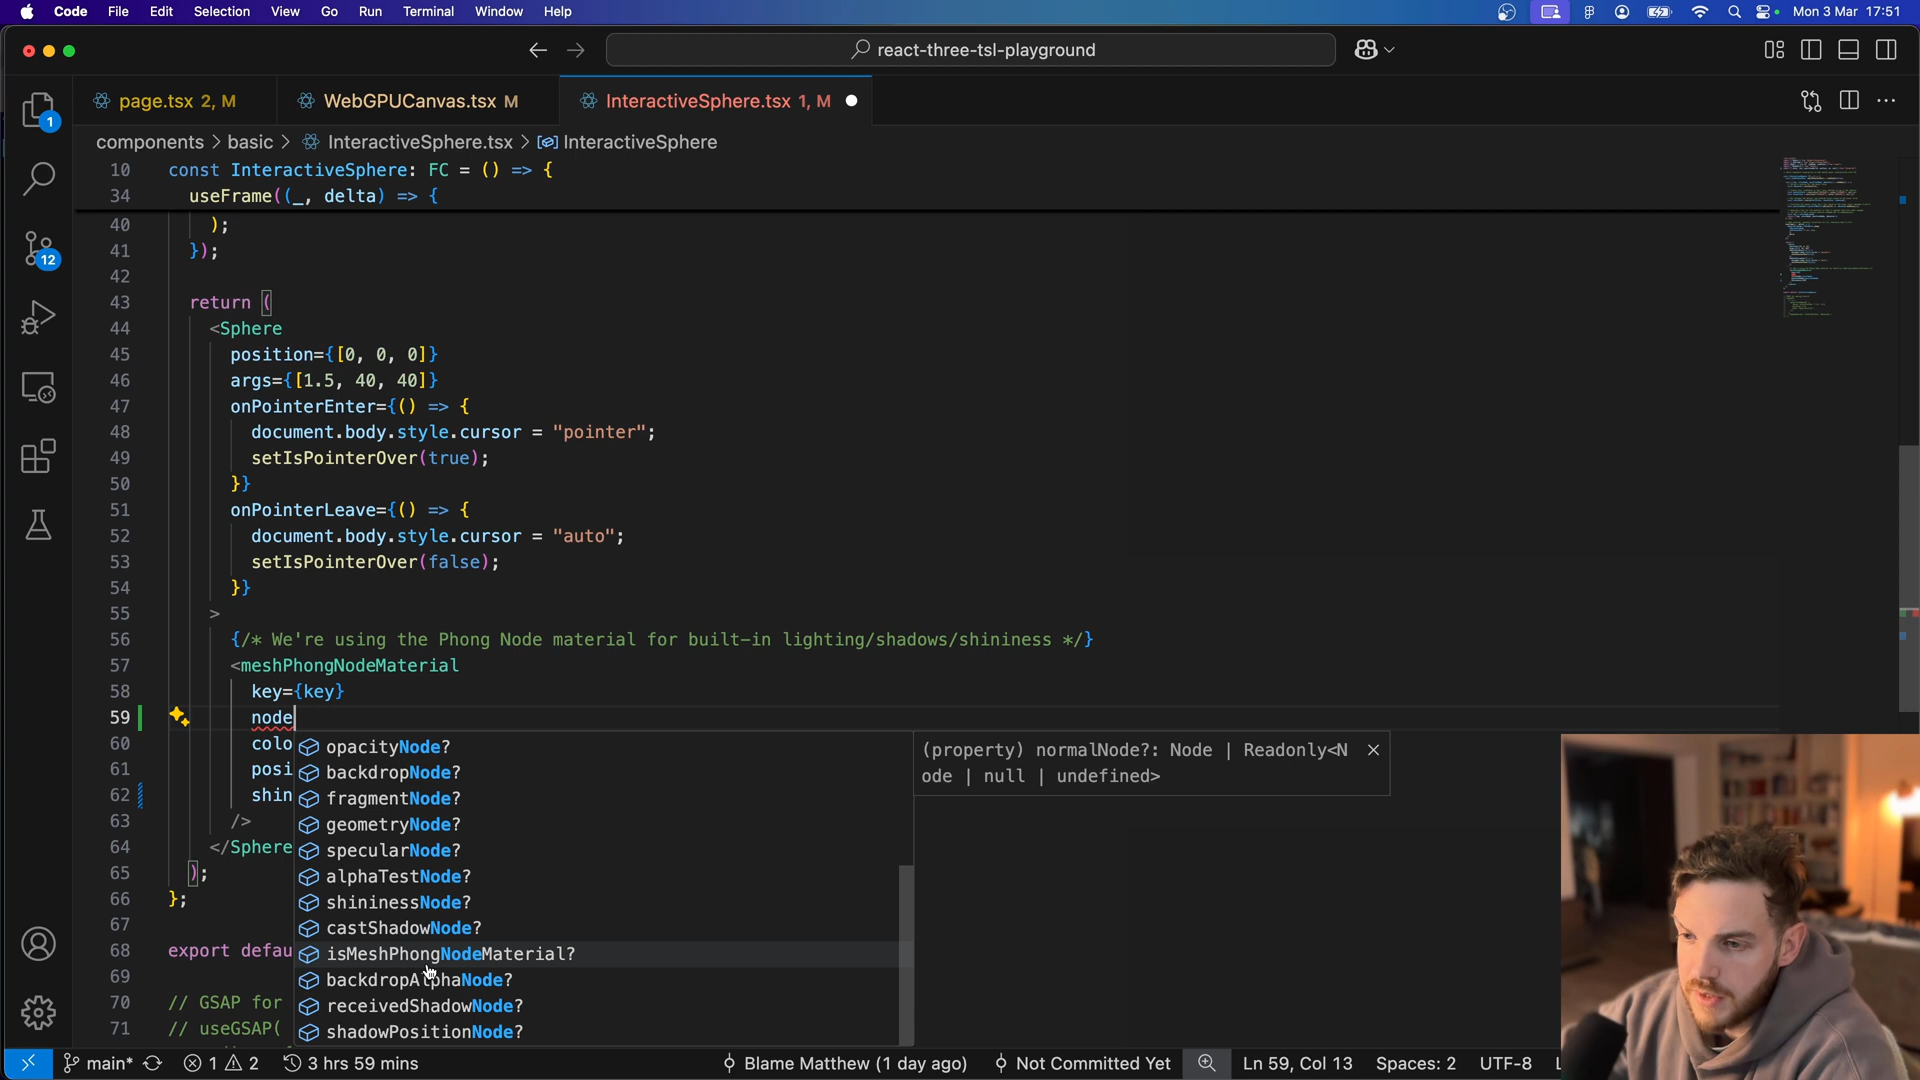 Code File Edit Selection View Go Run Terminal Window Help Mon 3 Mar 17:51
react-three-tsl-playground
page.tsx 2, M WebGPUCanvas.tsx M InteractiveSphere.tsx 1, M
components > basic > InteractiveSphere.tsx > InteractiveSphere
1
12
10 const InteractiveSphere: FC = () => {
34 useFrame((_, delta) => {
40 );
41 });
42
43 return (
44 <Sphere
45 position={[0, 0, 0]}
46 args={[1.5, 40, 40]}
47 onPointerEnter={() => {
48 document.body.style.cursor = "pointer";
49 setIsPointerOver(true);
50 }}
51 onPointerLeave={() => {
52 document.body.style.cursor = "auto";
53 setIsPointerOver(false);
54 }}
55 >
56 {/* We're using the Phong Node material for built-in lighting/shadows/shininess */}
57 <meshPhongNodeMaterial
58 key={key}
59 node
60 colo
61 posi
62 shin
63 />
64 </Sphere
65 );
66 };
67
68 export defau
69
70 // GSAP for
71 // useGSAP(
opacityNode?
backdropNode?
fragmentNode?
geometryNode?
specularNode?
alphaTestNode?
shininessNode?
castShadowNode?
isMeshPhongNodeMaterial?
backdropAlphaNode?
receivedShadowNode?
shadowPositionNode?
(property) normalNode?: Node | Readonly<N
ode | null | undefined>
main* 1 2 3 hrs 59 mins Blame Matthew (1 day ago) Not Committed Yet Ln 59, Col 13 Spaces: 2 UTF-8